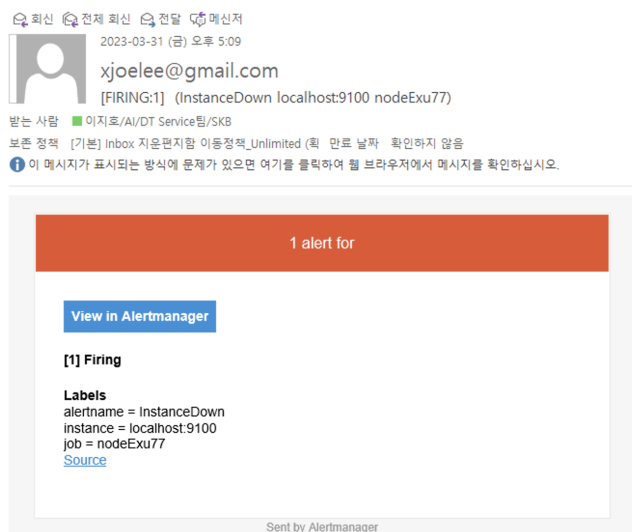 회신 전체 회신 전달 메신저
2023-03-31 (금) 오후 5:09
xjoelee@gmail.com
[FIRING:1] (InstanceDown localhost:9100 nodeExu77)
받는 사람 이지호/AI/DT Service팀/SKB
보존 정책 [기본] Inbox 지운편지함 이동정책_Unlimited (획 만료 날짜 확인하지 않음
이 메시지가 표시되는 방식에 문제가 있으면 여기를 클릭하여 웹 브라우저에서 메시지를 확인하십시오.
1 alert for
View in Alertmanager
[1] Firing
Labels
alertname = InstanceDown
instance = localhost:9100
job = nodeExu77
Source
Sent by Alertmanager